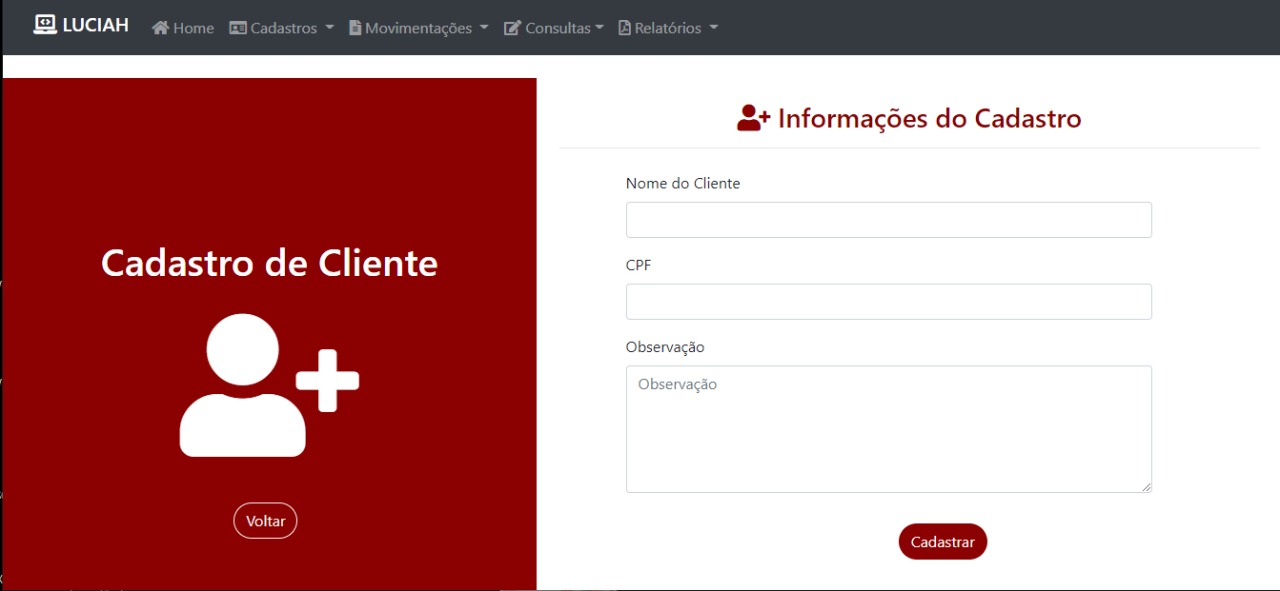 LUCIAH Home Cadastros Movimentações Consultas Relatórios
Cadastro de Cliente
Voltar
Informações do Cadastro
Nome do Cliente
CPF
Observação
Observação
Cadastrar